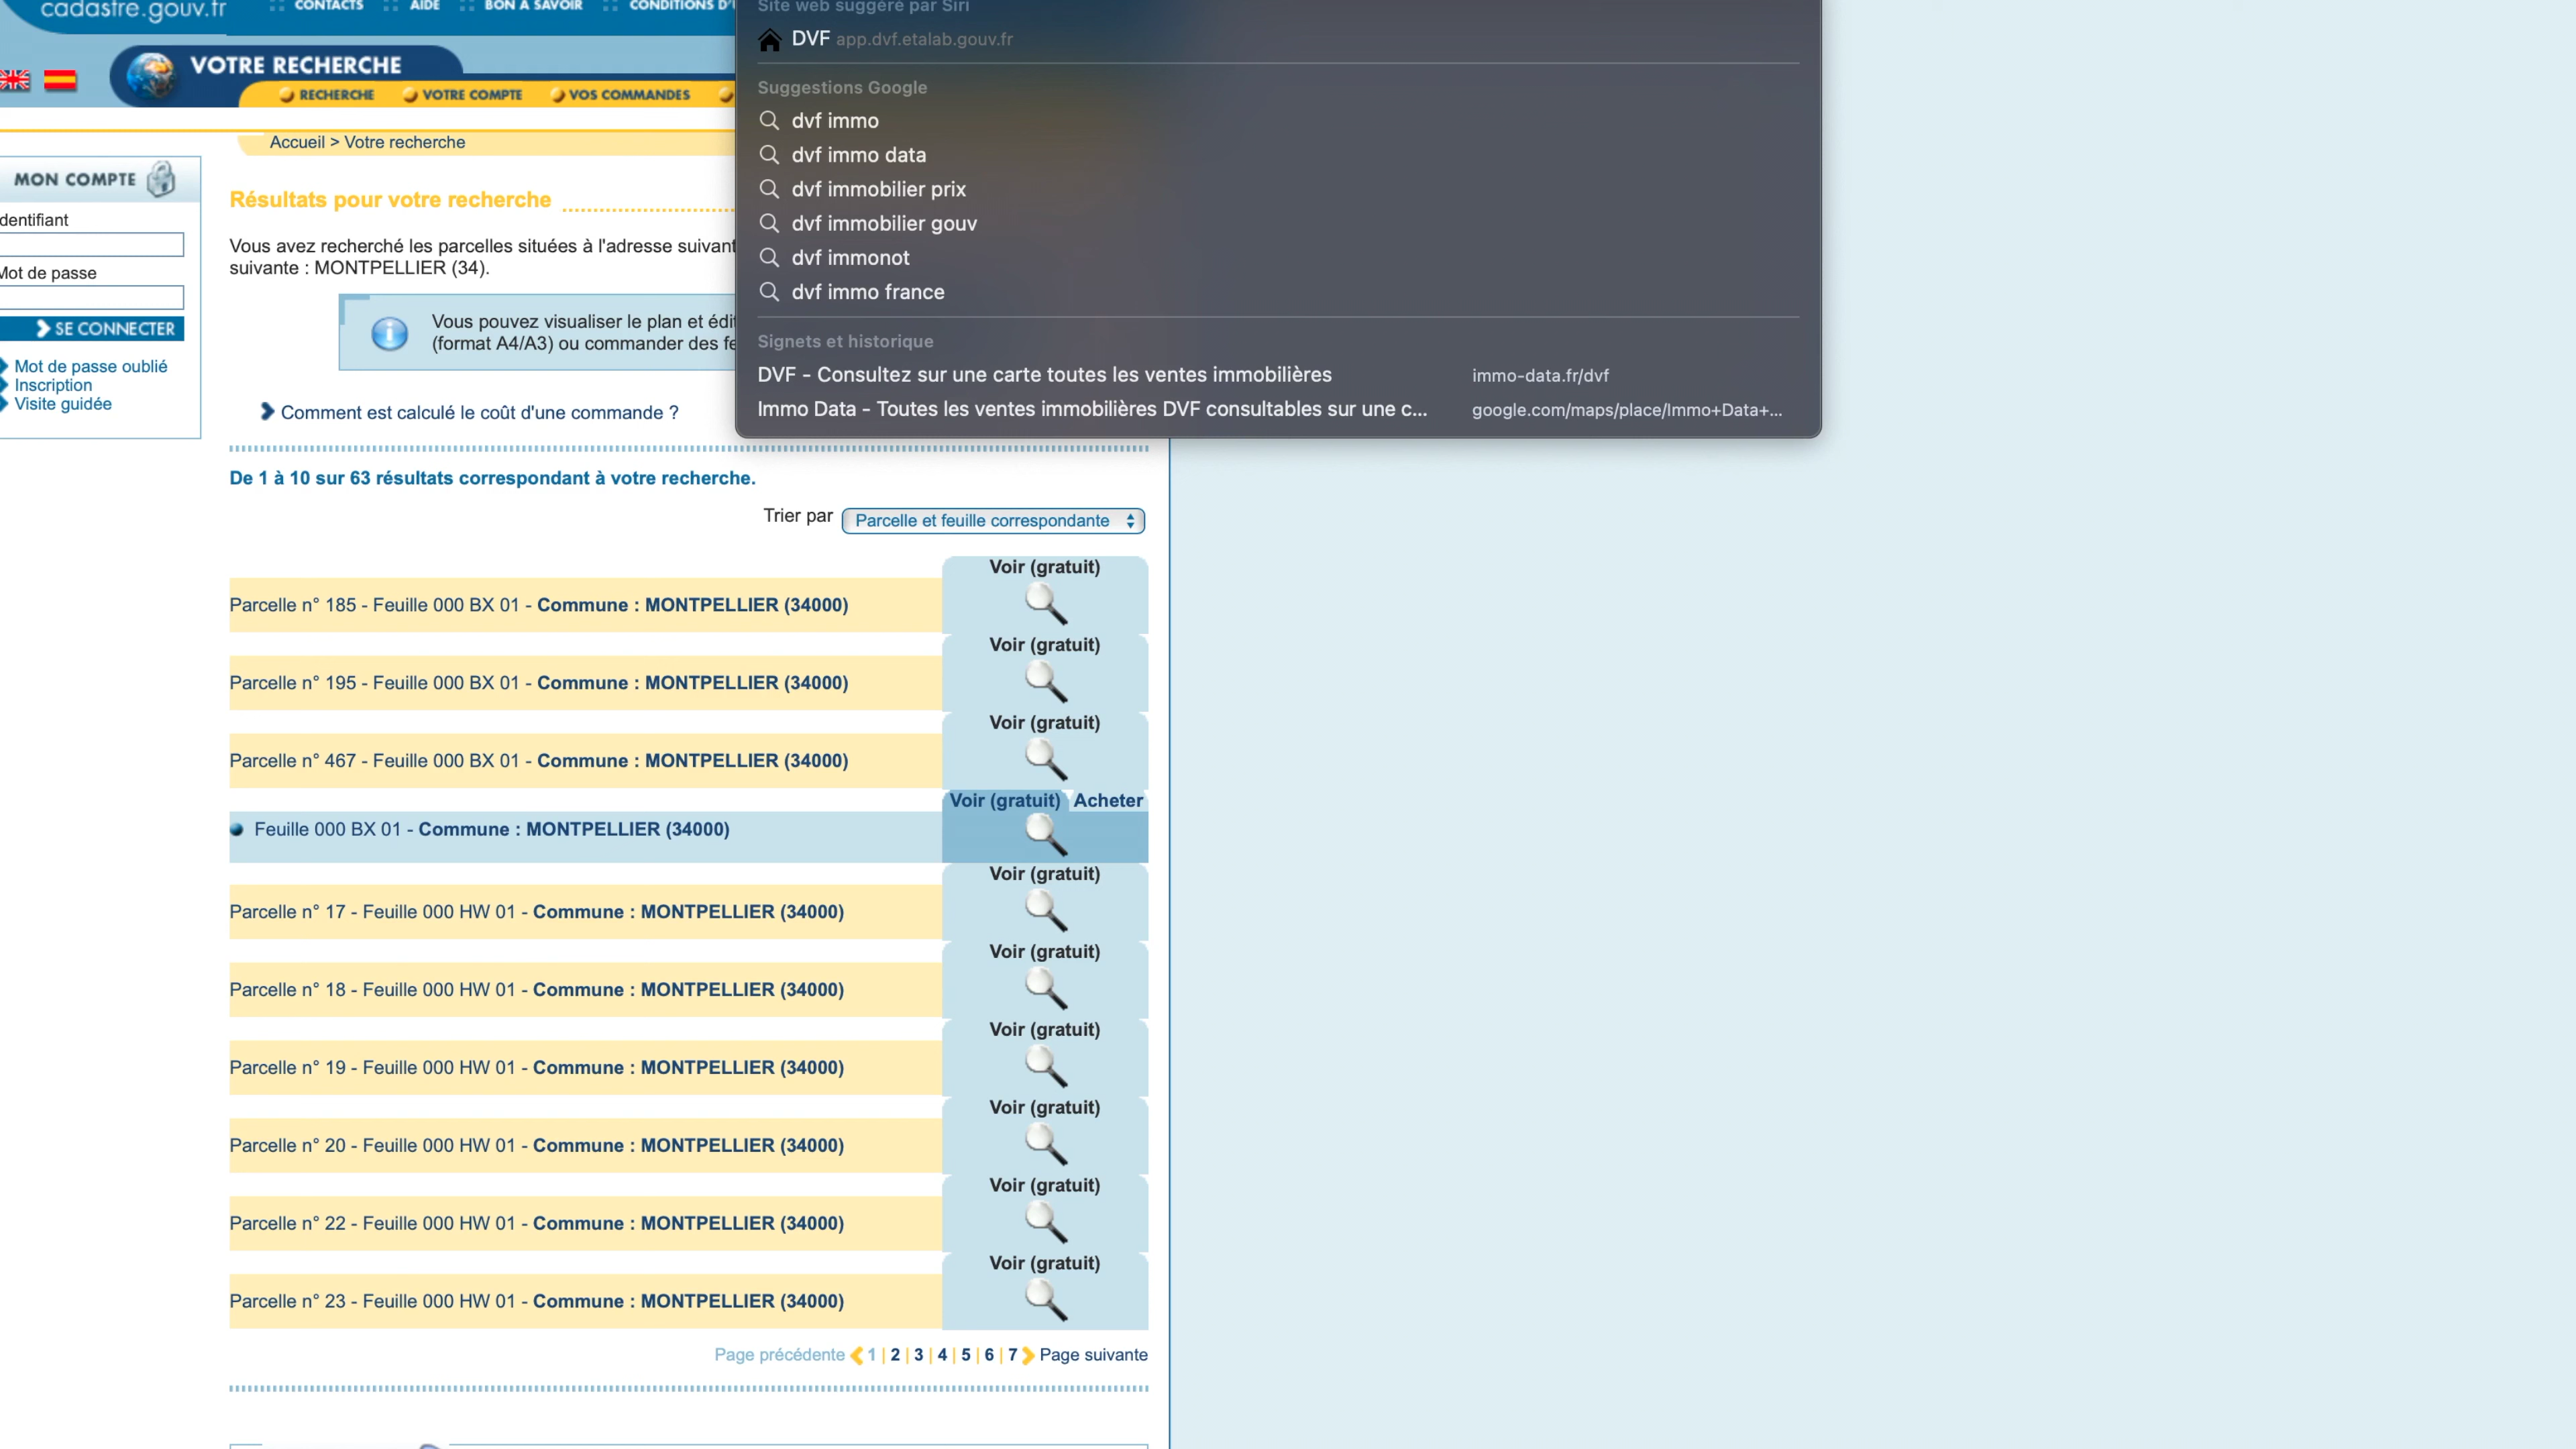 cadastre.gouv.fr
CONTACTS
AIDE
BON A SAVOIR
VOTRE RECHERCHE
RECHERCHE
VOTRE COMPTE
VOS COMMANDES
Accueil > Votre recherche
MON COMPTE
Mot de passe
SE CONNECTER
Mot de passe oublié
Inscription
Visite guidée
Résultats pour votre recherche
Vous avez recherché les parcelles situées à l'adresse
suivante : MONTPELLIER (34).
Vous pouvez visualiser le plan et
(format A4/A3) ou commander des
Comment est calculé le coût d'une commande ?
Site web suggéré par Siri
DVF app.dvf.etalab.gouv.fr
Suggestions Google
dvf immo
dvf immo data
dvf immobilier prix
dvf immobilier gouv
dvf immonot
dvf immo france
Signets et historique
DVF - Consultez sur une carte toutes les ventes immobilières immo-data.fr/dvf
Immo Data - Toutes les ventes immobilières DVF consultables sur une c... google.com/maps/place/Immo+Data+...
De 1 à 10 sur 63 résultats correspondant à votre recherche.
Trier par Parcelle et feuille correspondante
Voir (gratuit)
Parcelle n° 185 - Feuille 000 BX 01 - Commune : MONTPELLIER (34000)
Voir (gratuit)
Parcelle n° 195 - Feuille 000 BX 01 - Commune : MONTPELLIER (34000)
Voir (gratuit)
Parcelle n° 467 - Feuille 000 BX 01 - Commune : MONTPELLIER (34000)
Voir (gratuit) Acheter
Feuille 000 BX 01 - Commune : MONTPELLIER (34000)
Voir (gratuit)
Parcelle n° 17 - Feuille 000 HW 01 - Commune : MONTPELLIER (34000)
Voir (gratuit)
Parcelle n° 18 - Feuille 000 HW 01 - Commune : MONTPELLIER (34000)
Voir (gratuit)
Parcelle n° 19 - Feuille 000 HW 01 - Commune : MONTPELLIER (34000)
Voir (gratuit)
Parcelle n° 20 - Feuille 000 HW 01 - Commune : MONTPELLIER (34000)
Voir (gratuit)
Parcelle n° 22 - Feuille 000 HW 01 - Commune : MONTPELLIER (34000)
Voir (gratuit)
Parcelle n° 23 - Feuille 000 HW 01 - Commune : MONTPELLIER (34000)
Page précédente 1 | 2 | 3 | 4 | 5 | 6 | 7 Page suivante